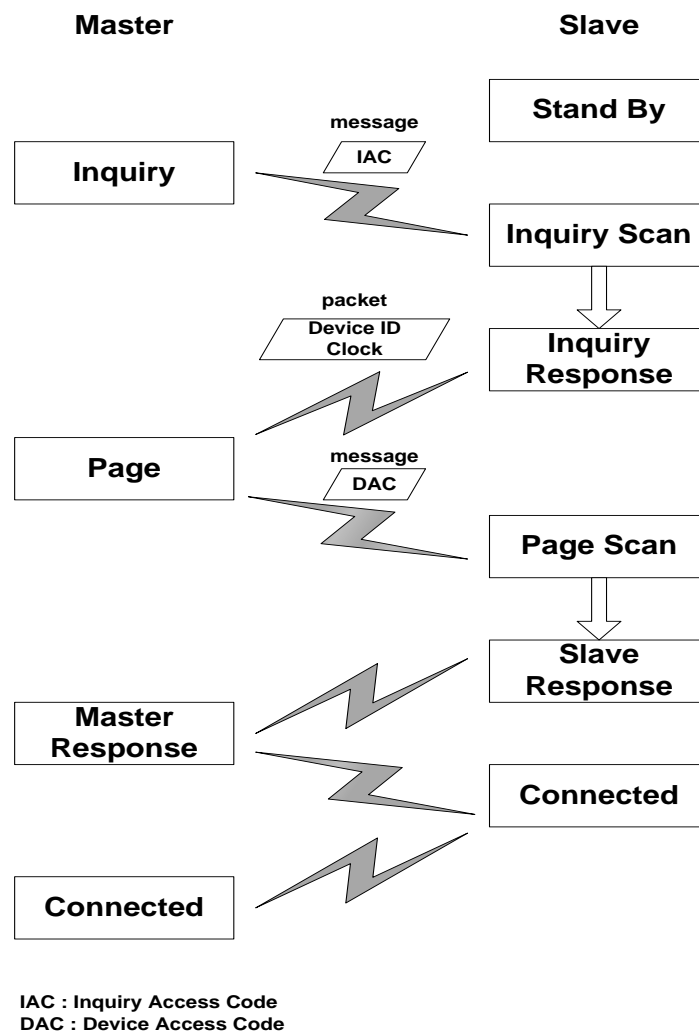 Master
Slave
Stand By
message
IAC
Inquiry
Inquiry Scan
packet
Device ID
Clock
Inquiry
Response
message
DAC
Page
Page Scan
Slave
Response
Master
Response
Connected
Connected
IAC : Inquiry Access Code
DAC : Device Access Code